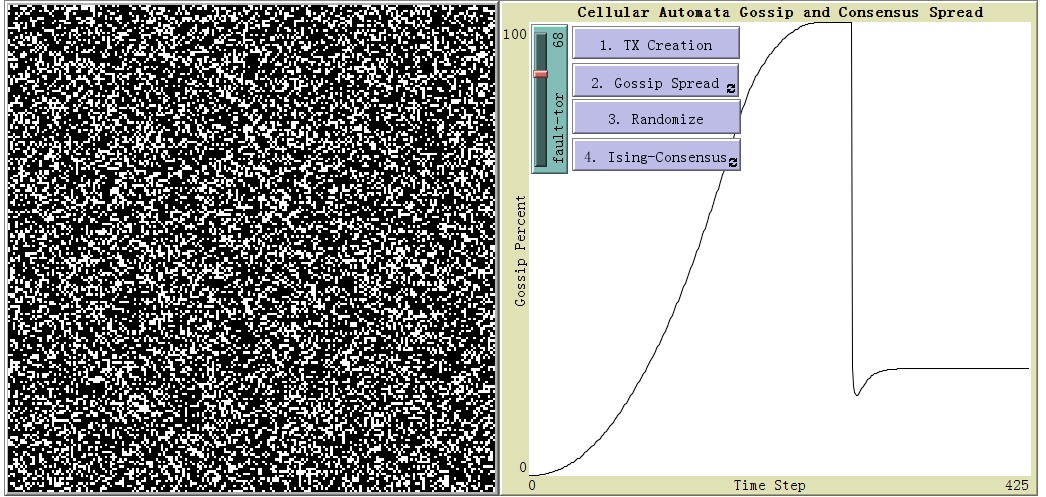 Cellular Automata Gossip and Consensus Spread
100
68
fault-tor
1. TX Creation
2. Gossip Spread
3. Randomize
4. Ising-Consensus
Gossip Percent
0
0
Time Step
425